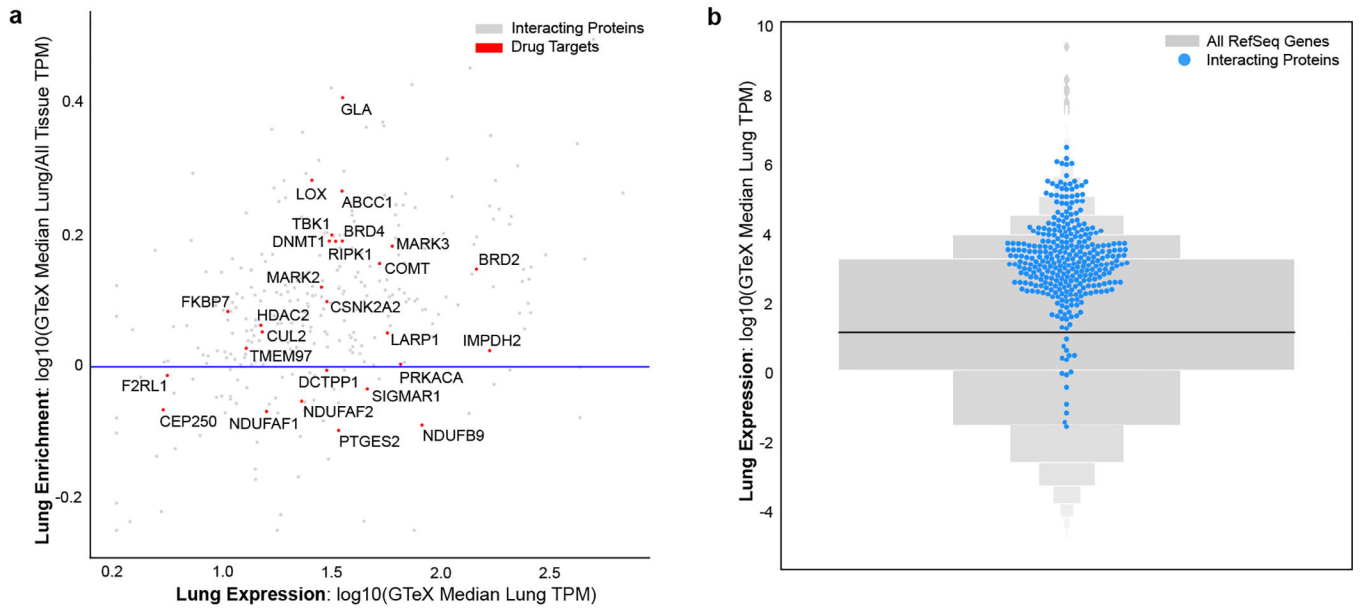 a
Interacting Proteins
Drug Targets
Lung Enrichment: log10(GTeX Median Lung/All Tissue TPM)
0.4
0.2
0
-0.2
GLA
LOX
ABCC1
TBK1
BRD4
DNMT1
RIPK1
MARK3
COMT
BRD2
MARK2
FKBP7
CSNK2A2
HDAC2
CUL2
LARP1
IMPDH2
TMEM97
F2RL1
DCTPP1
PRKACA
SIGMAR1
CEP250
NDUFAF1
NDUFAF2
PTGES2
NDUFB9
0.2
1.0
1.5
2.0
2.5
Lung Expression: log10(GTeX Median Lung TPM)
b
All RefSeq Genes
Interacting Proteins
Lung Expression: log10(GTeX Median Lung TPM)
10
8
6
4
2
0
-2
-4